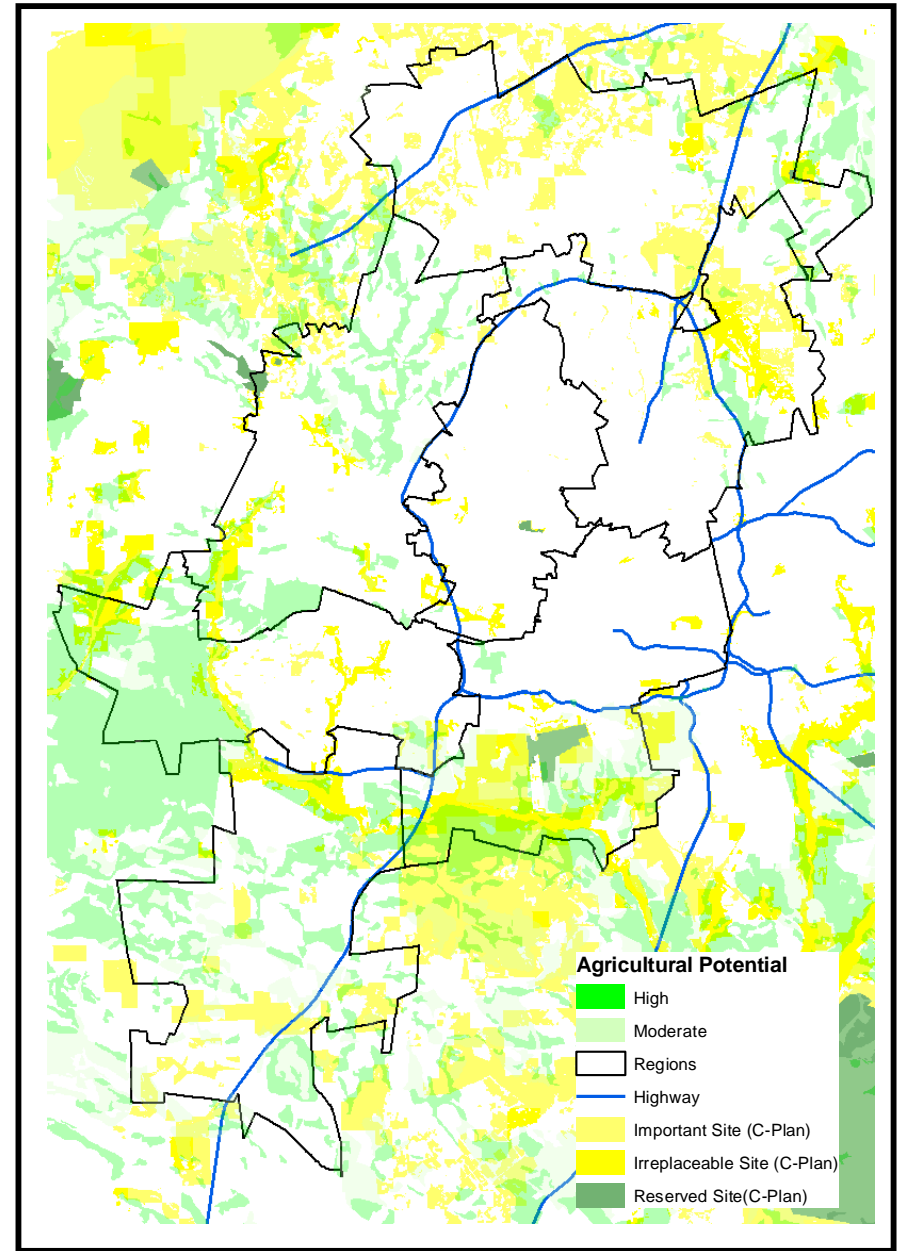 Agricultural Potential
High
Moderate
Regions
Highway
Important Site (C-Plan)
Irreplaceable Site (C-Plan)
Reserved Site(C-Plan)